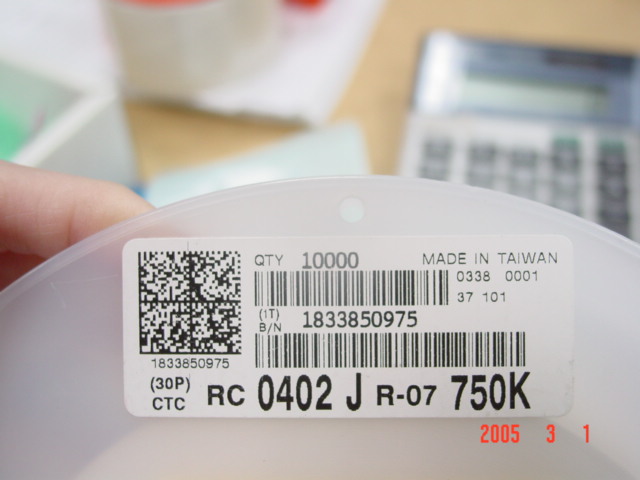 QTY 10000 MADE IN TAIWAN
0338 0001
37 101
(1T)
B/N 1833850975
1833850975
(30P)
CTC RC 0402 J R-07 750K
2005 3 1